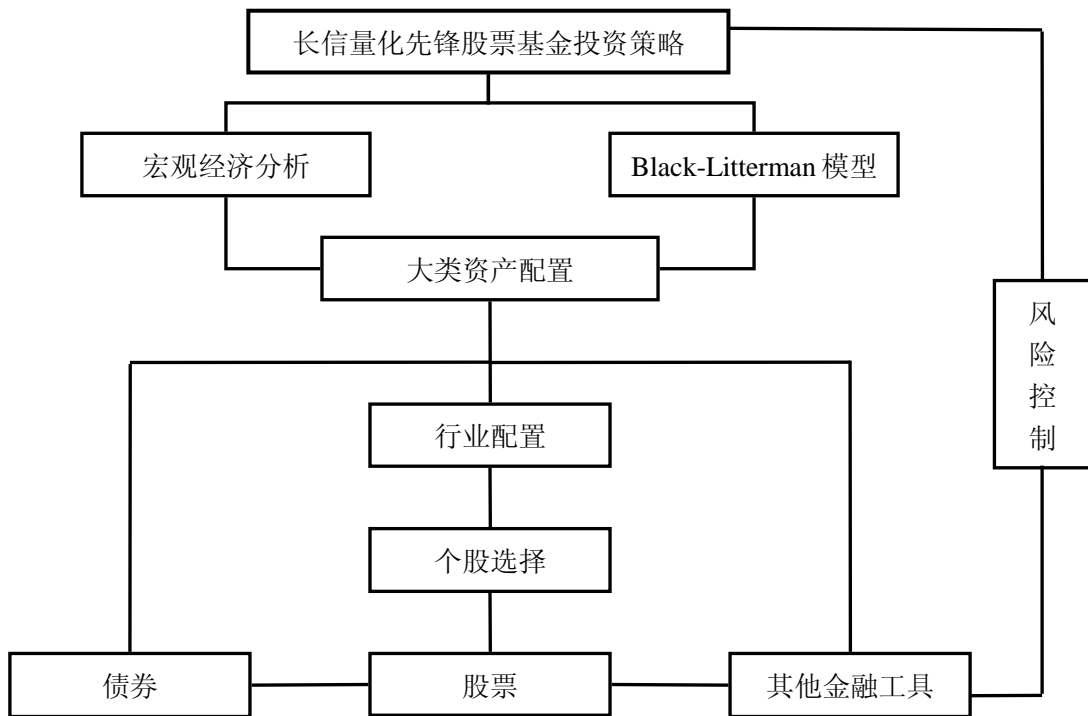 长信量化先锋股票基金投资策略
宏观经济分析
Black-Litterman 模型
大类资产配置
风
险
控
制
行业配置
个股选择
债券
股票
其他金融工具